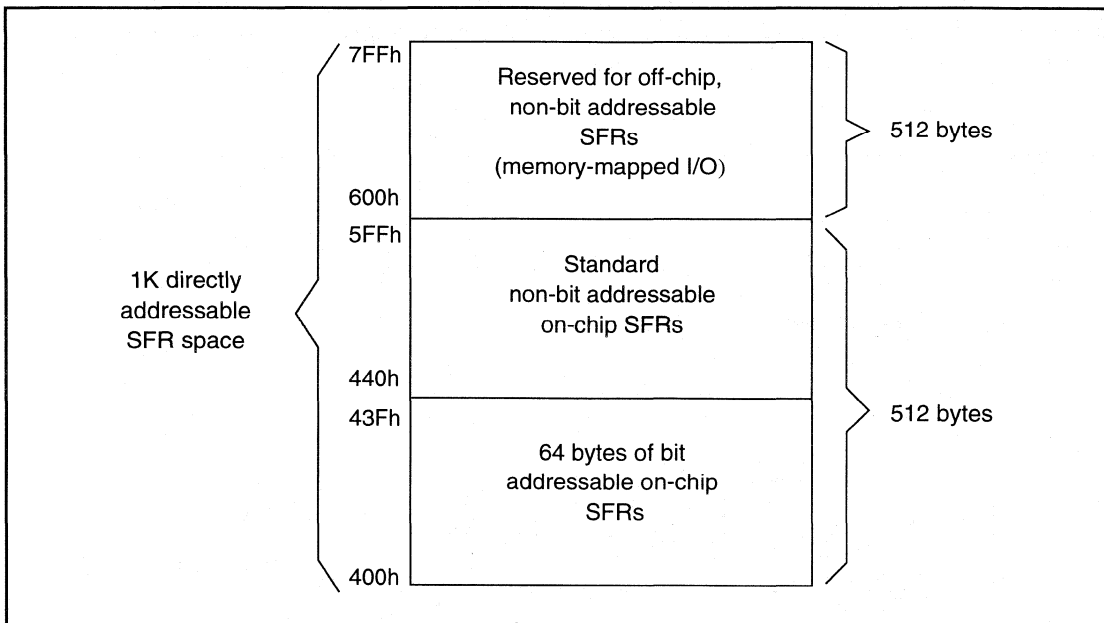 7FFh
Reserved for off-chip,
non-bit addressable
SFRs
(memory-mapped I/O)
512 bytes
600h
5FFh
Standard
non-bit addressable
on-chip SFRs
1K directly
addressable
SFR space
440h
43Fh
512 bytes
64 bytes of bit
addressable on-chip
SFRs
400h